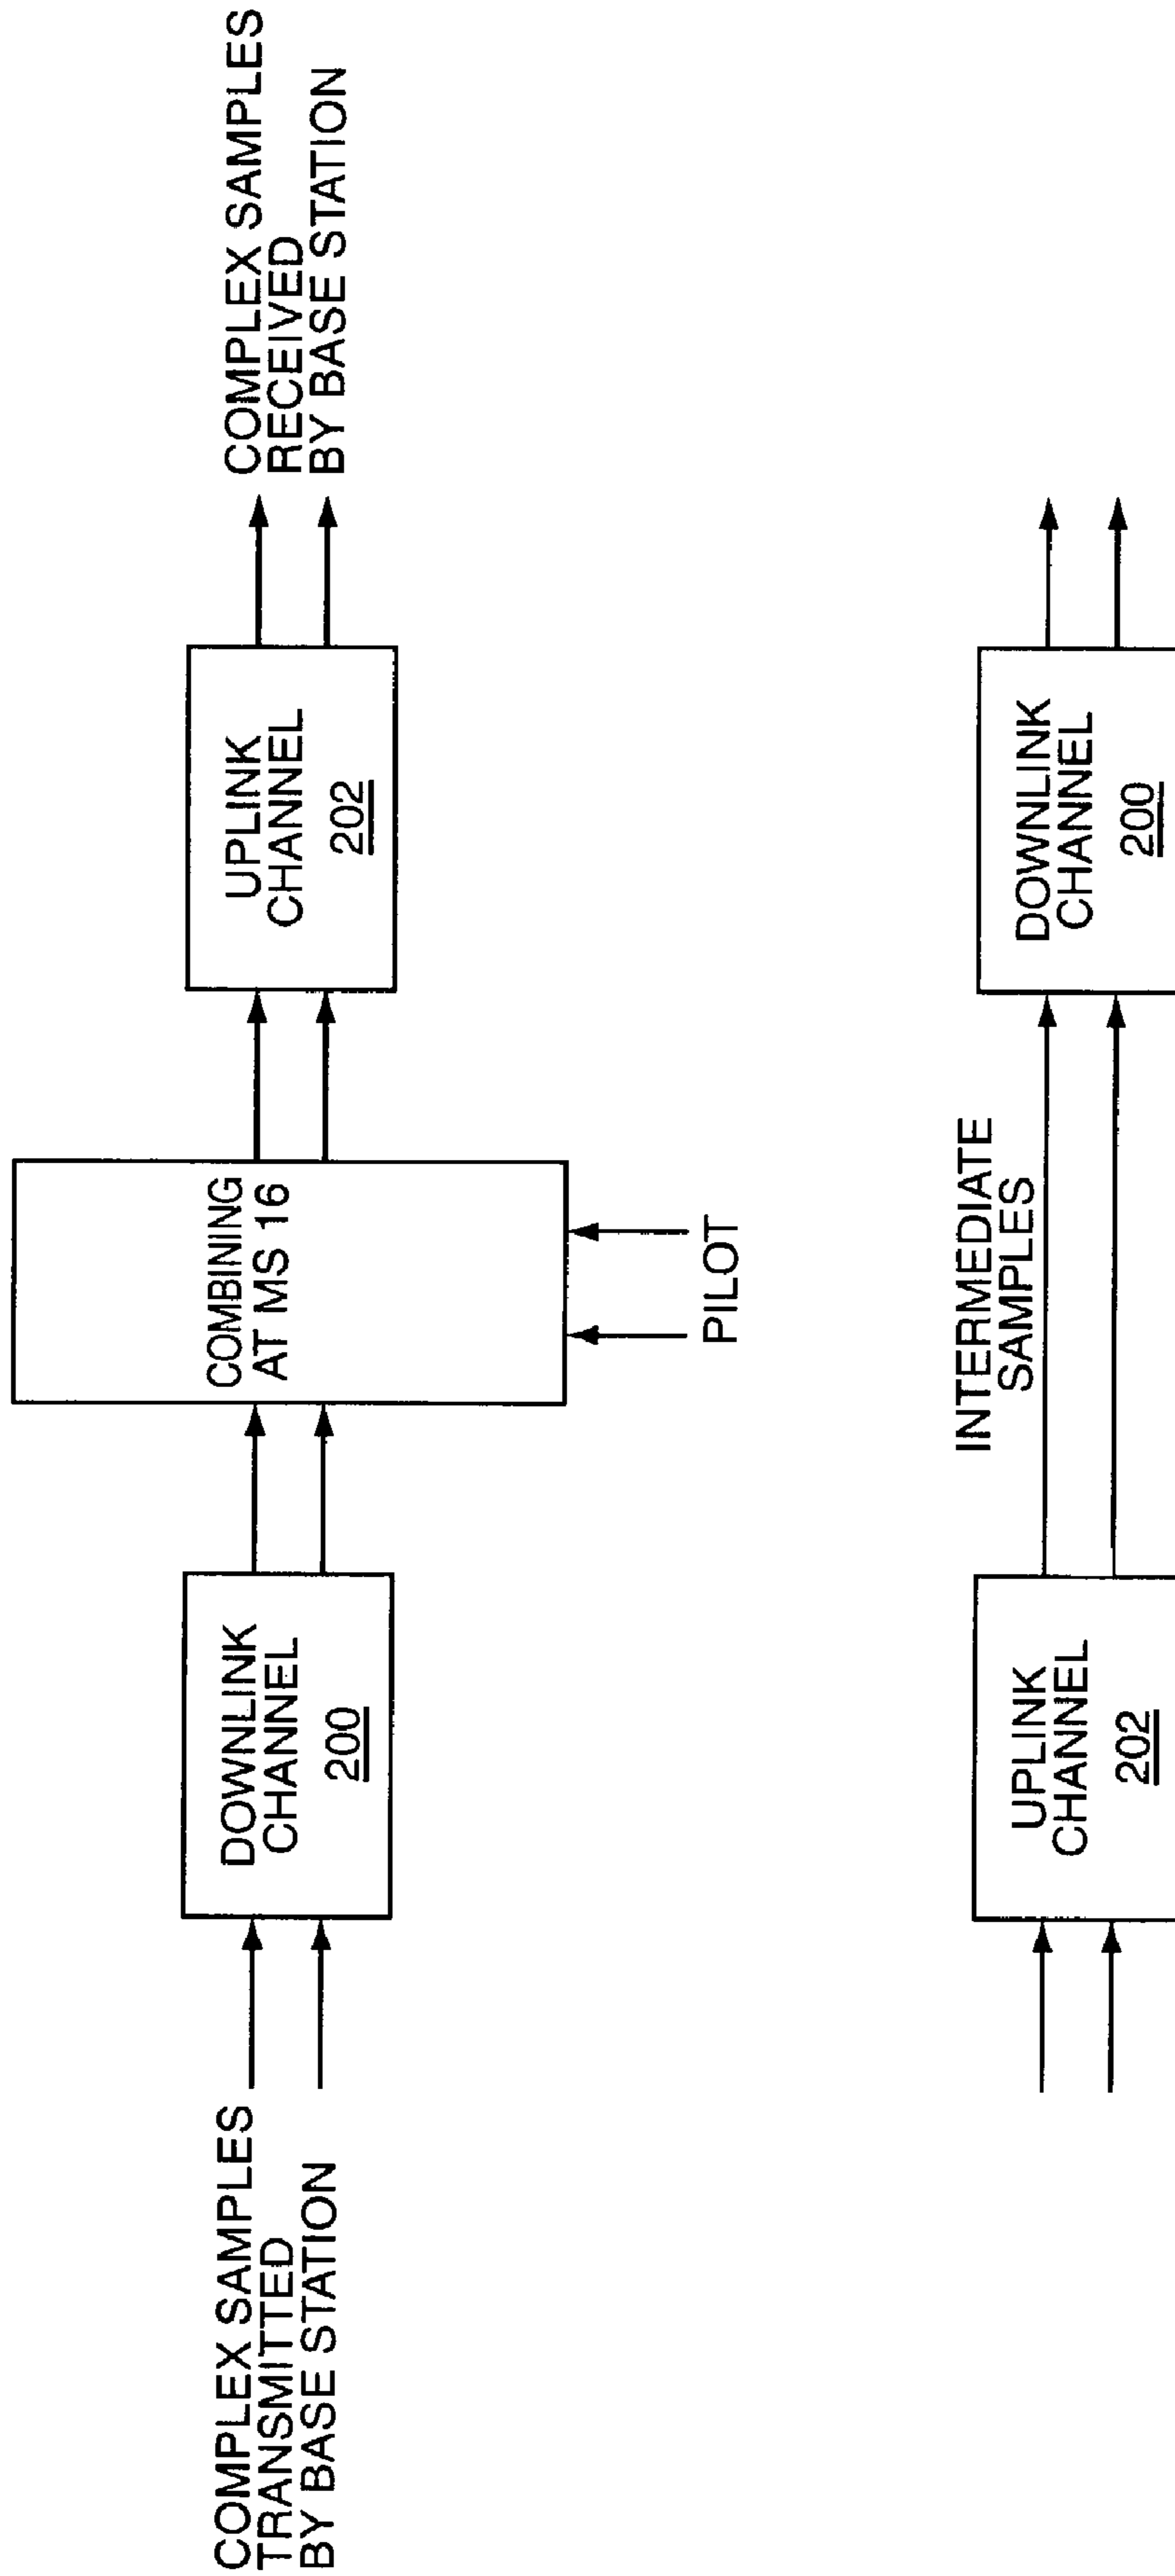 COMPLEX SAMPLES
TRANSMITTED
BY BASE STATION
DOWNLINK
CHANNEL
200
COMBINING
AT MS 16
PILOT
UPLINK
CHANNEL
202
COMPLEX SAMPLES
RECEIVED
BY BASE STATION
UPLINK
CHANNEL
202
INTERMEDIATE
SAMPLES
DOWNLINK
CHANNEL
200